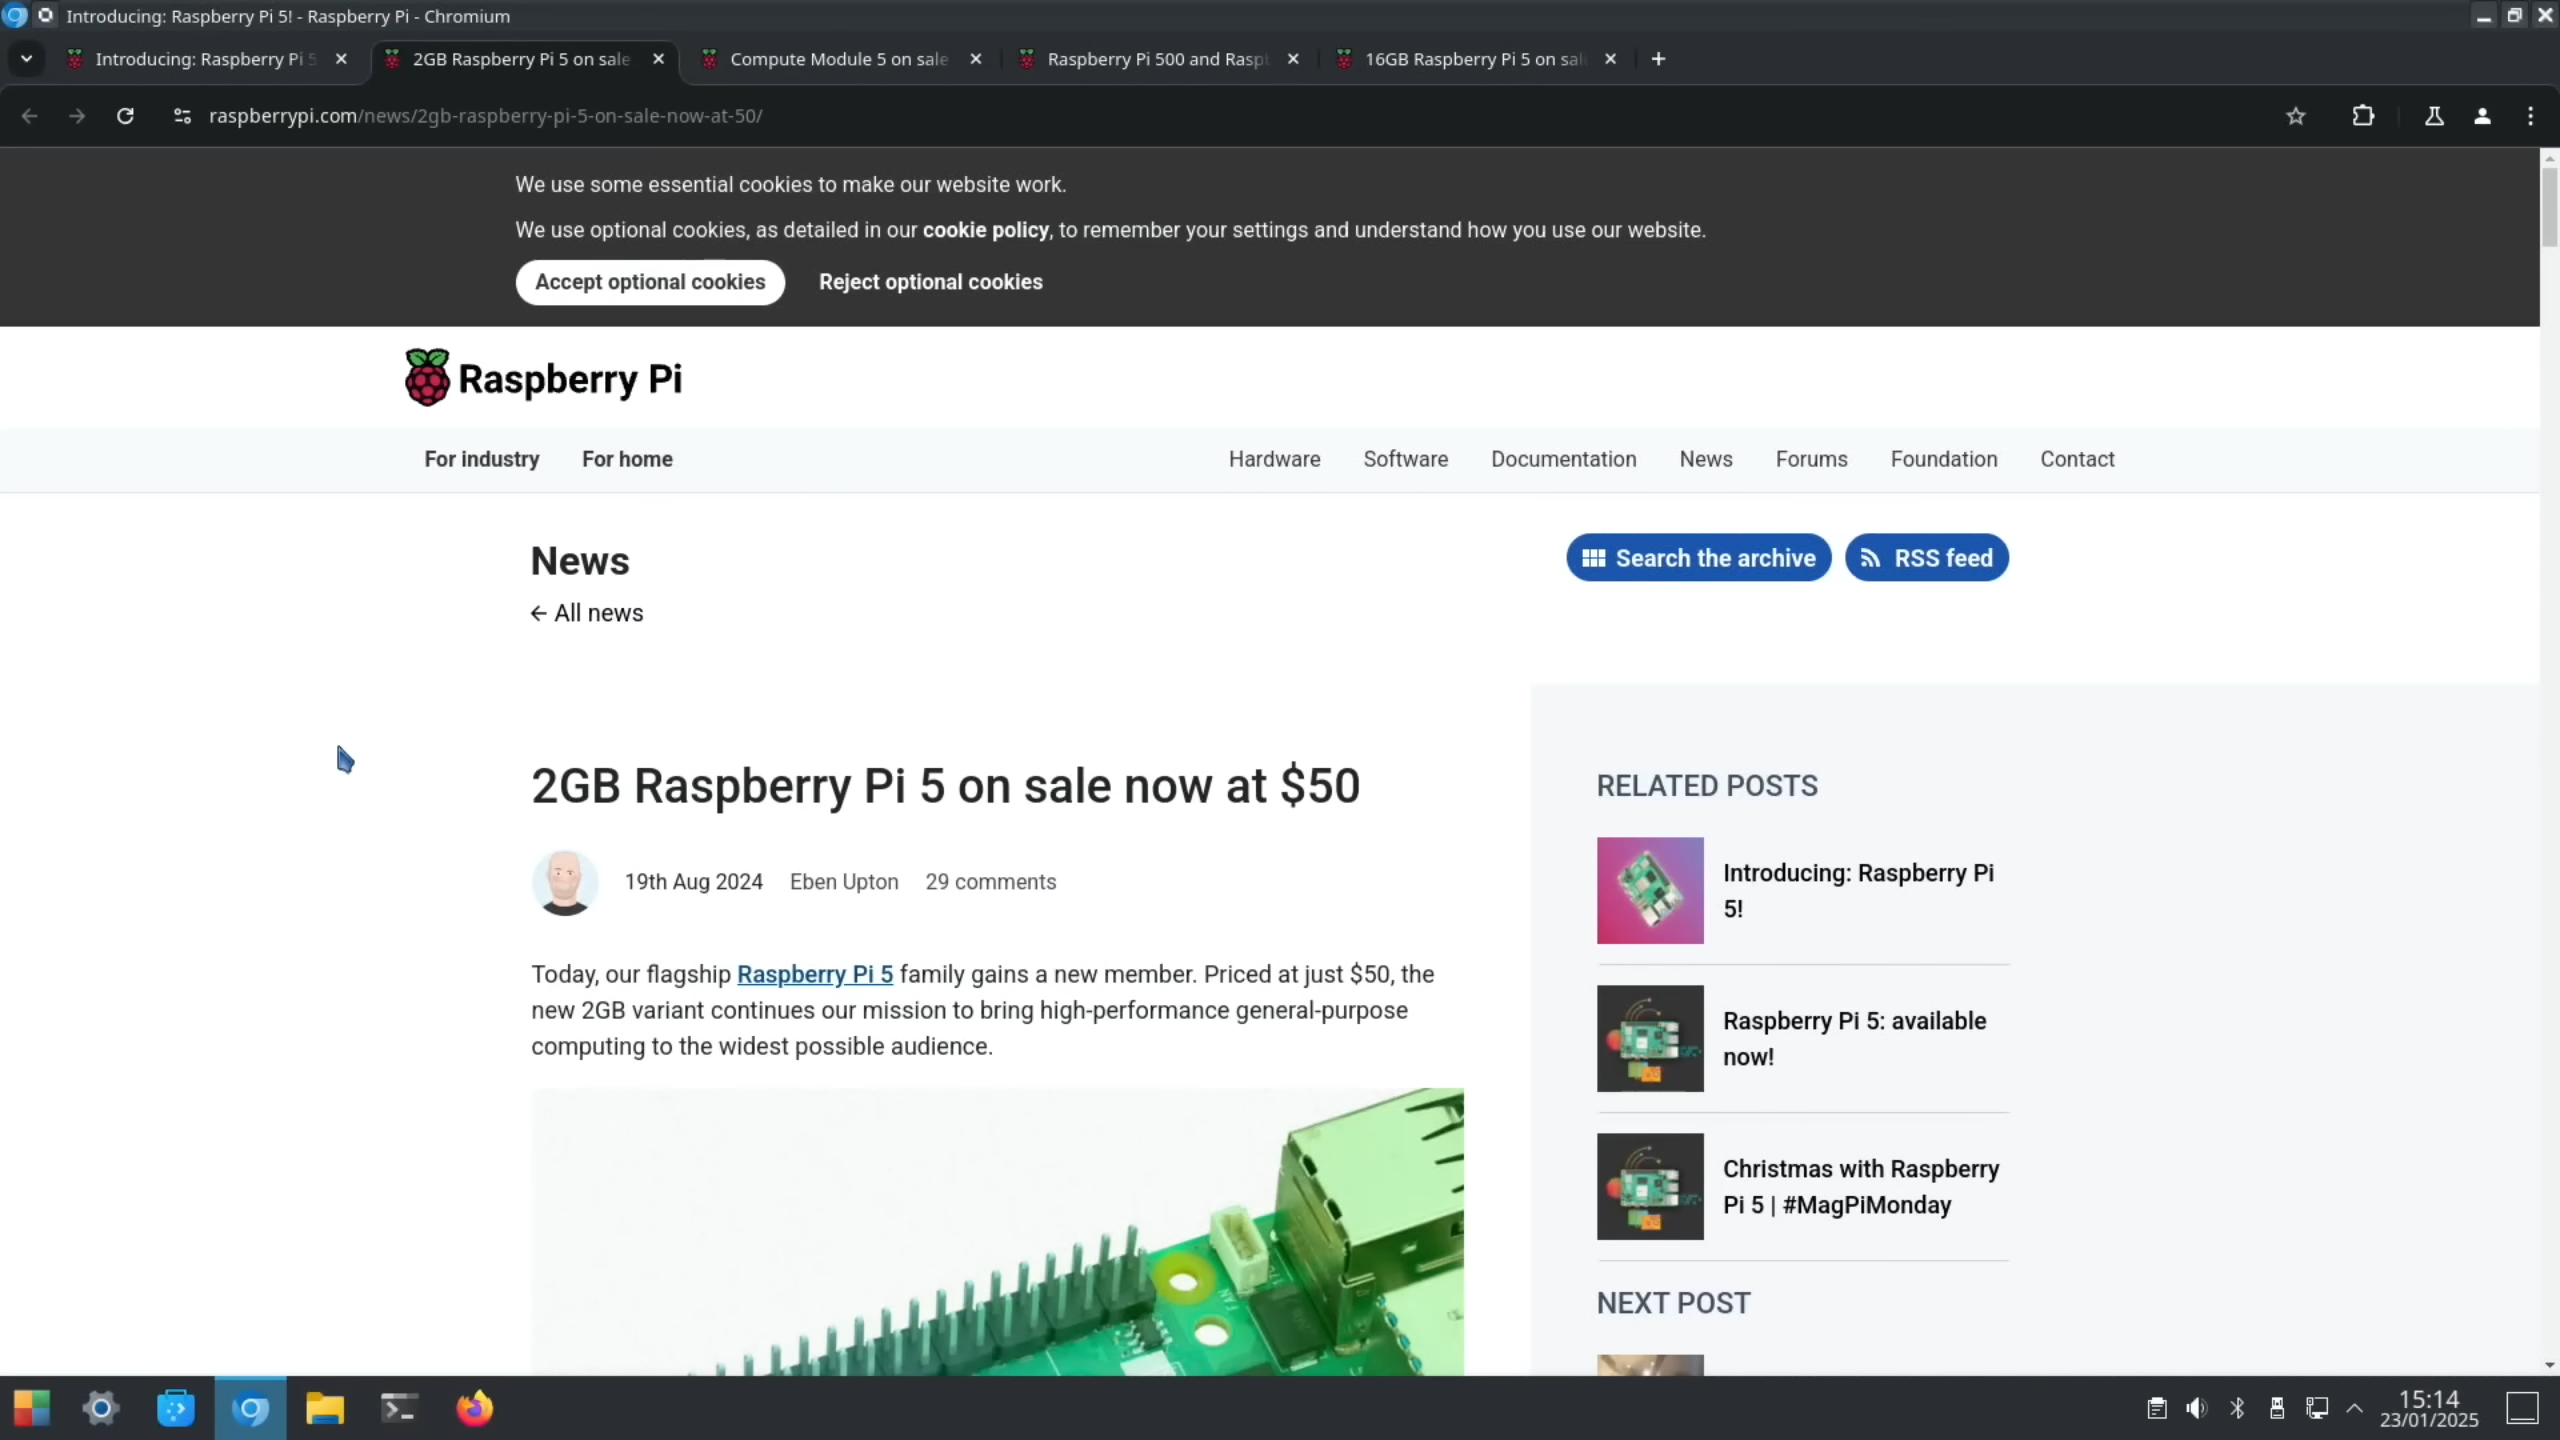 Introducing: Raspberry Pi 5! - Raspberry Pi - Chromium
Introducing: Raspberry Pi 5
2GB Raspberry Pi 5 on sale
Compute Module 5 on sale
Raspberry Pi 500 and Rasp
16GB Raspberry Pi 5 on sal
raspberrypi.com/news/2gb-raspberry-pi-5-on-sale-now-at-50/
We use some essential cookies to make our website work.
We use optional cookies, as detailed in our cookie policy, to remember your settings and understand how you use our website.
Accept optional cookies
Reject optional cookies
Raspberry Pi
For industry
For home
Hardware
Software
Documentation
News
Forums
Foundation
Contact
News
Search the archive
RSS feed
← All news
2GB Raspberry Pi 5 on sale now at $50
19th Aug 2024
Eben Upton
29 comments
Today, our flagship Raspberry Pi 5 family gains a new member. Priced at just $50, the
new 2GB variant continues our mission to bring high-performance general-purpose
computing to the widest possible audience.
FAN
RELATED POSTS
Introducing: Raspberry Pi
5!
Raspberry Pi 5: available
now!
Christmas with Raspberry
Pi 5 | #MagPiMonday
NEXT POST
15:14
23/01/2025